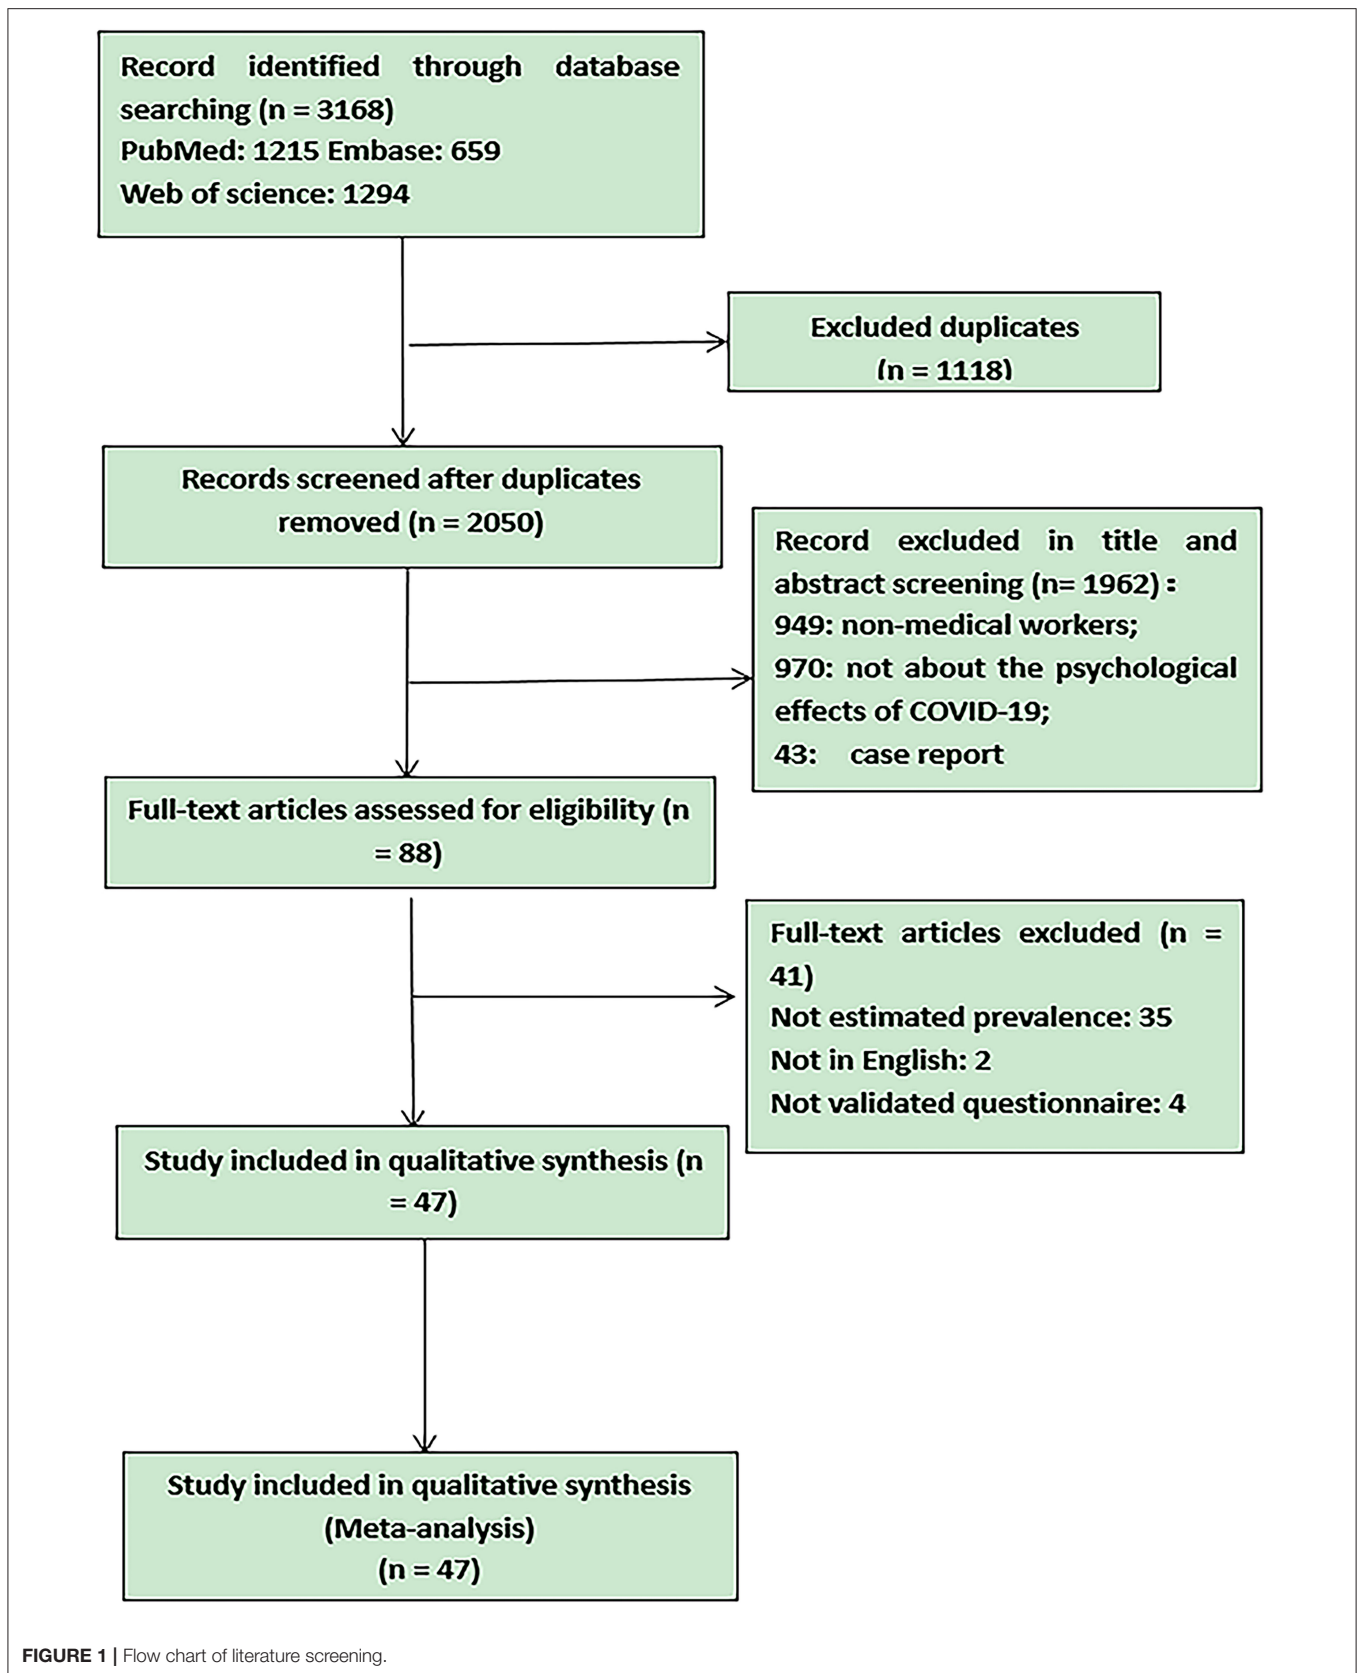 Record identified through database
searching (n = 3168)
PubMed: 1215 Embase: 659
Web of science: 1294
Excluded duplicates
(n = 1118)
Records screened after duplicates
removed (n = 2050)
Record excluded in title and
abstract screening (n= 1962) :
949: non-medical workers;
970: not about the psychological
effects of COVID-19;
43: case report
Full-text articles assessed for eligibility (n
= 88)
Full-text articles excluded (n =
41)
Not estimated prevalence: 35
Not in English: 2
Not validated questionnaire: 4
Study included in qualitative synthesis (n
= 47)
Study included in qualitative synthesis
(Meta-analysis)
(n = 47)
FIGURE 1 | Flow chart of literature screening.